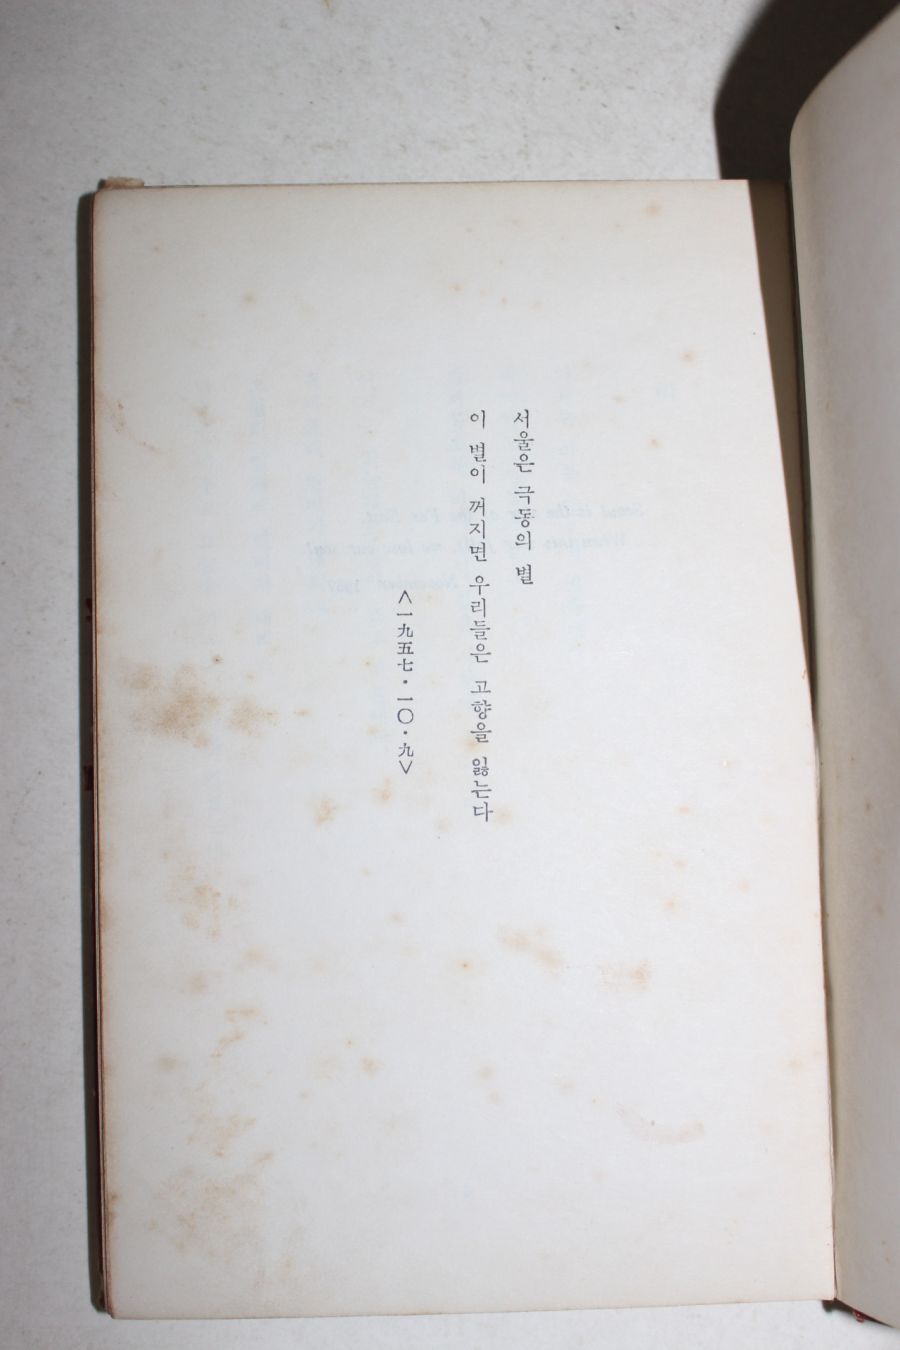 서울은 극동의 별
이 별이 꺼지면 우리들은 고향을 잃는다
<一九五七·一〇·九>